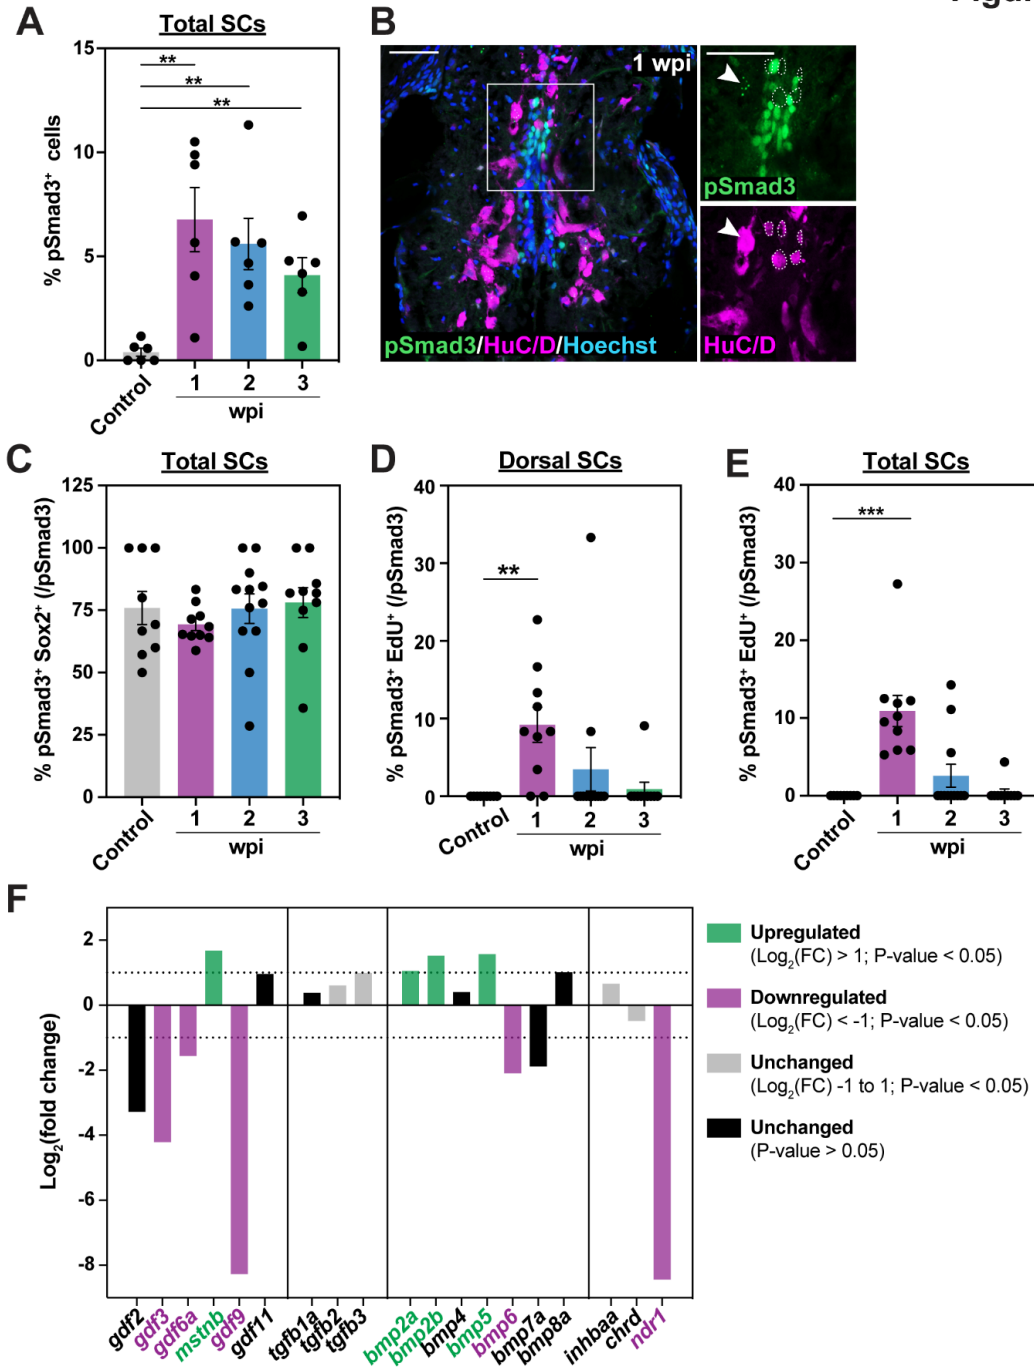 A
Total SCs
% pSmad3+ cells
15
10
5
0
**
**
**
Control
1
2
3
wpi
B
1 wpi
pSmad3/HuC/D/Hoechst
pSmad3
HuC/D
C
Total SCs
% pSmad3+ Sox2+ (/pSmad3)
125
100
75
50
25
0
Control
1
2
3
wpi
D
Dorsal SCs
% pSmad3+ EdU+ (/pSmad3)
40
30
20
10
0
**
Control
1
2
3
wpi
E
Total SCs
% pSmad3+ EdU+ (/pSmad3)
40
30
20
10
0
***
Control
1
2
3
wpi
F
Log2(fold change)
2
0
-2
-4
-6
-8
gdf2
gdf3
gdf6a
mstnb
gdf9
gdf11
tgfb1a
tgfb2
tgfb3
bmp2a
bmp2b
bmp4
bmp5
bmp6
bmp7a
bmp8a
inhbaa
chrd
ndr1
Upregulated
(Log2(FC) > 1; P-value < 0.05)
Downregulated
(Log2(FC) < -1; P-value < 0.05)
Unchanged
(Log2(FC) -1 to 1; P-value < 0.05)
Unchanged
(P-value > 0.05)